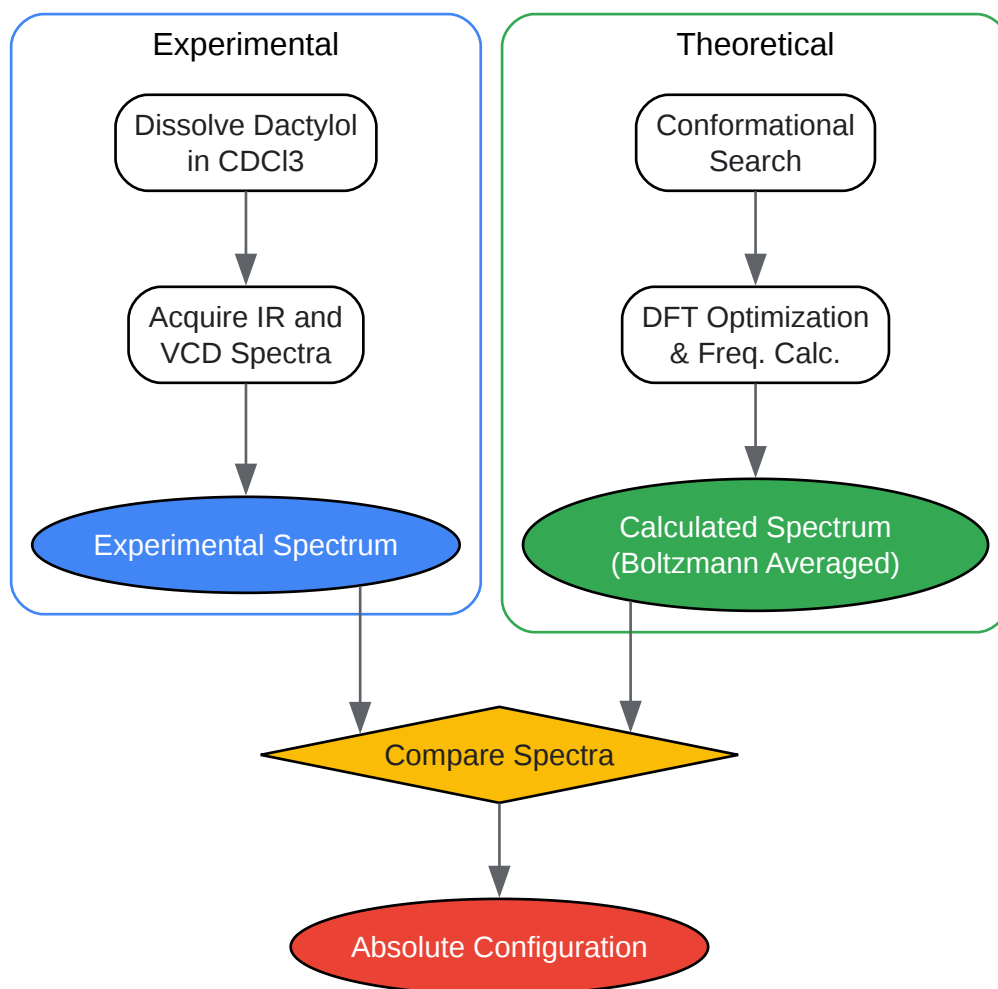 Experimental
Dissolve Dactylol
in CDCl3
Acquire IR and
VCD Spectra
Experimental Spectrum
Theoretical
Conformational
Search
DFT Optimization
& Freq. Calc.
Calculated Spectrum
(Boltzmann Averaged)
Compare Spectra
Absolute Configuration